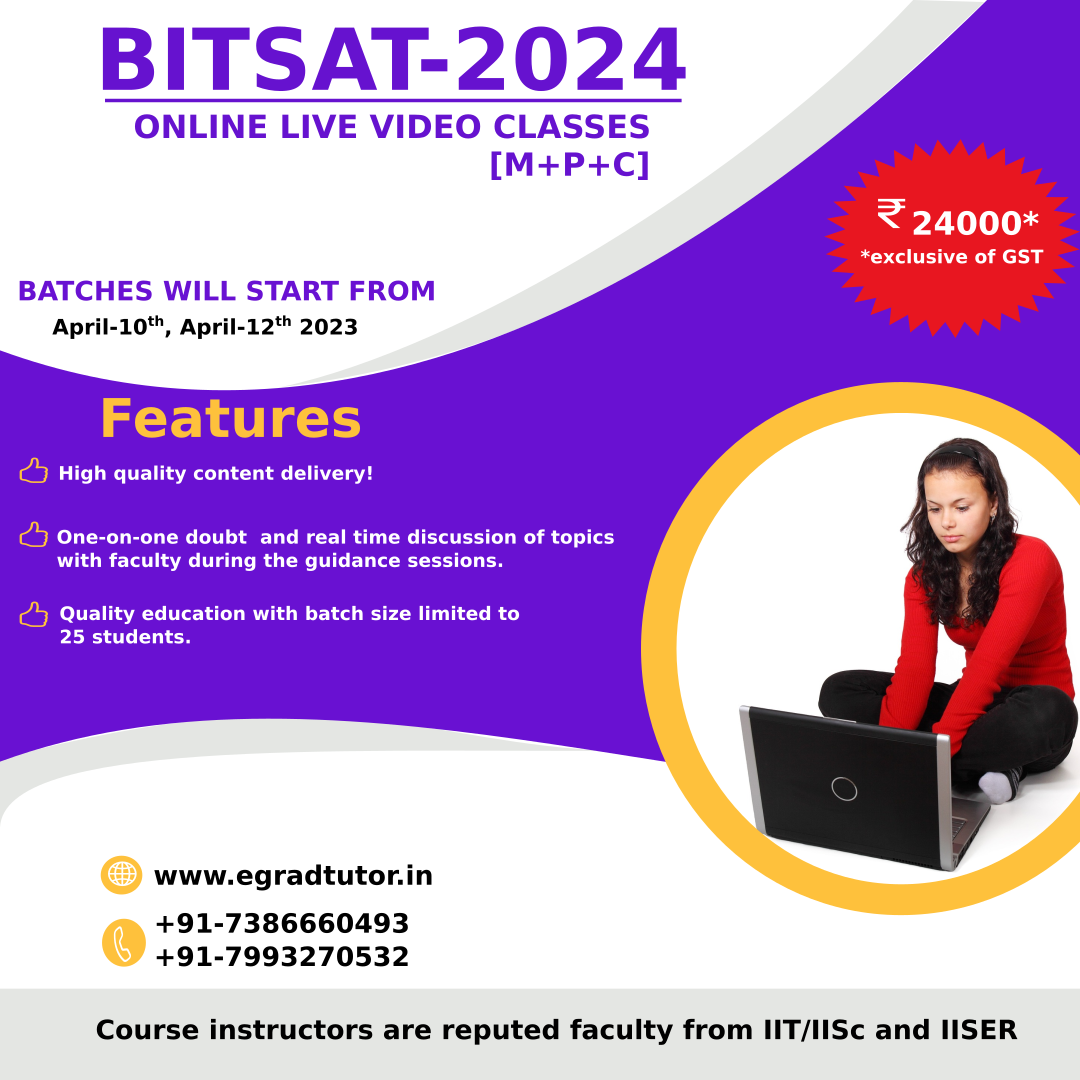 BITSAT-2024
ONLINE LIVE VIDEO CLASSES
[M+P+C]
₹ 24000*
*exclusive of GST
BATCHES WILL START FROM
April-10th, April-12th 2023
Features
High quality content delivery!
One-on-one doubt  and real time discussion of topics
with faculty during the guidance sessions.
Quality education with batch size limited to
25 students.
www.egradtutor.in
+91-7386660493
+91-7993270532
Course instructors are reputed faculty from IIT/IISc and IISER